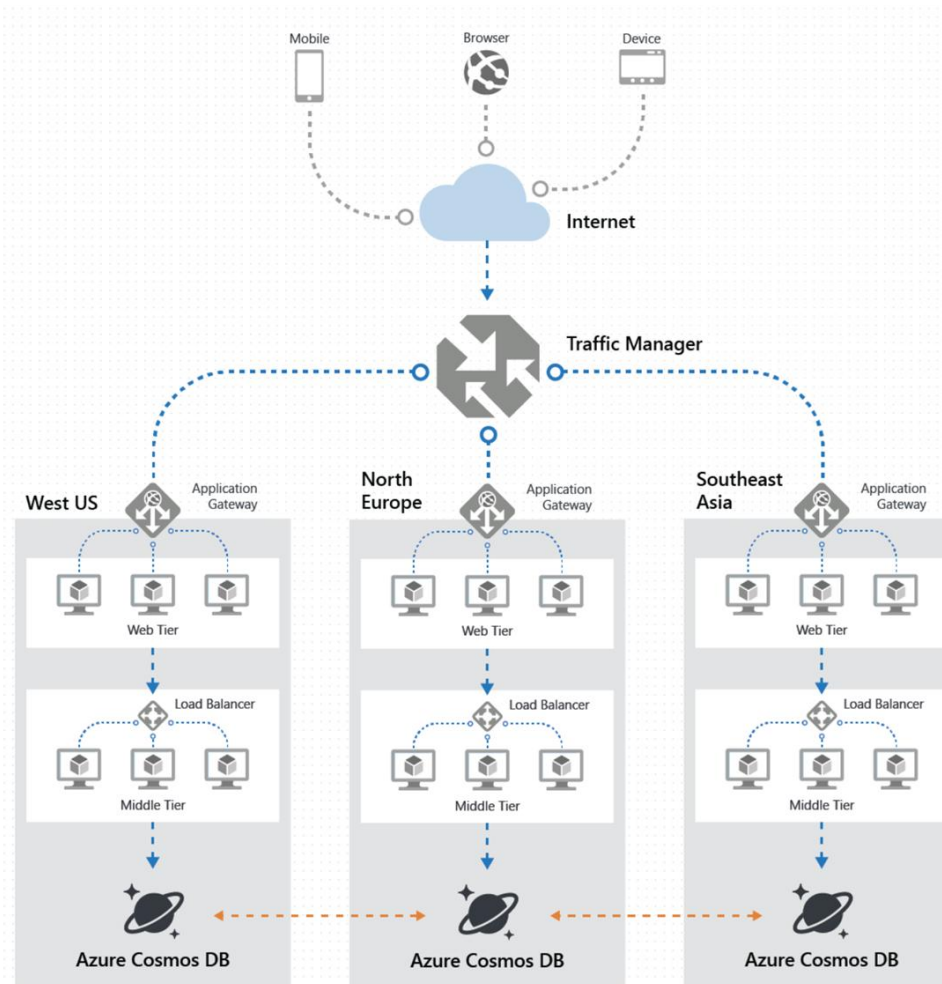 Mobile
Browser
Device
Internet
Traffic Manager
West US
Application
Gateway
North
Europe
Application
Gateway
Southeast
Asia
Application
Gateway
Web Tier
Web Tier
Web Tier
Load Balancer
Load Balancer
Load Balancer
Middle Tier
Middle Tier
Middle Tier
Azure Cosmos DB
Azure Cosmos DB
Azure Cosmos DB